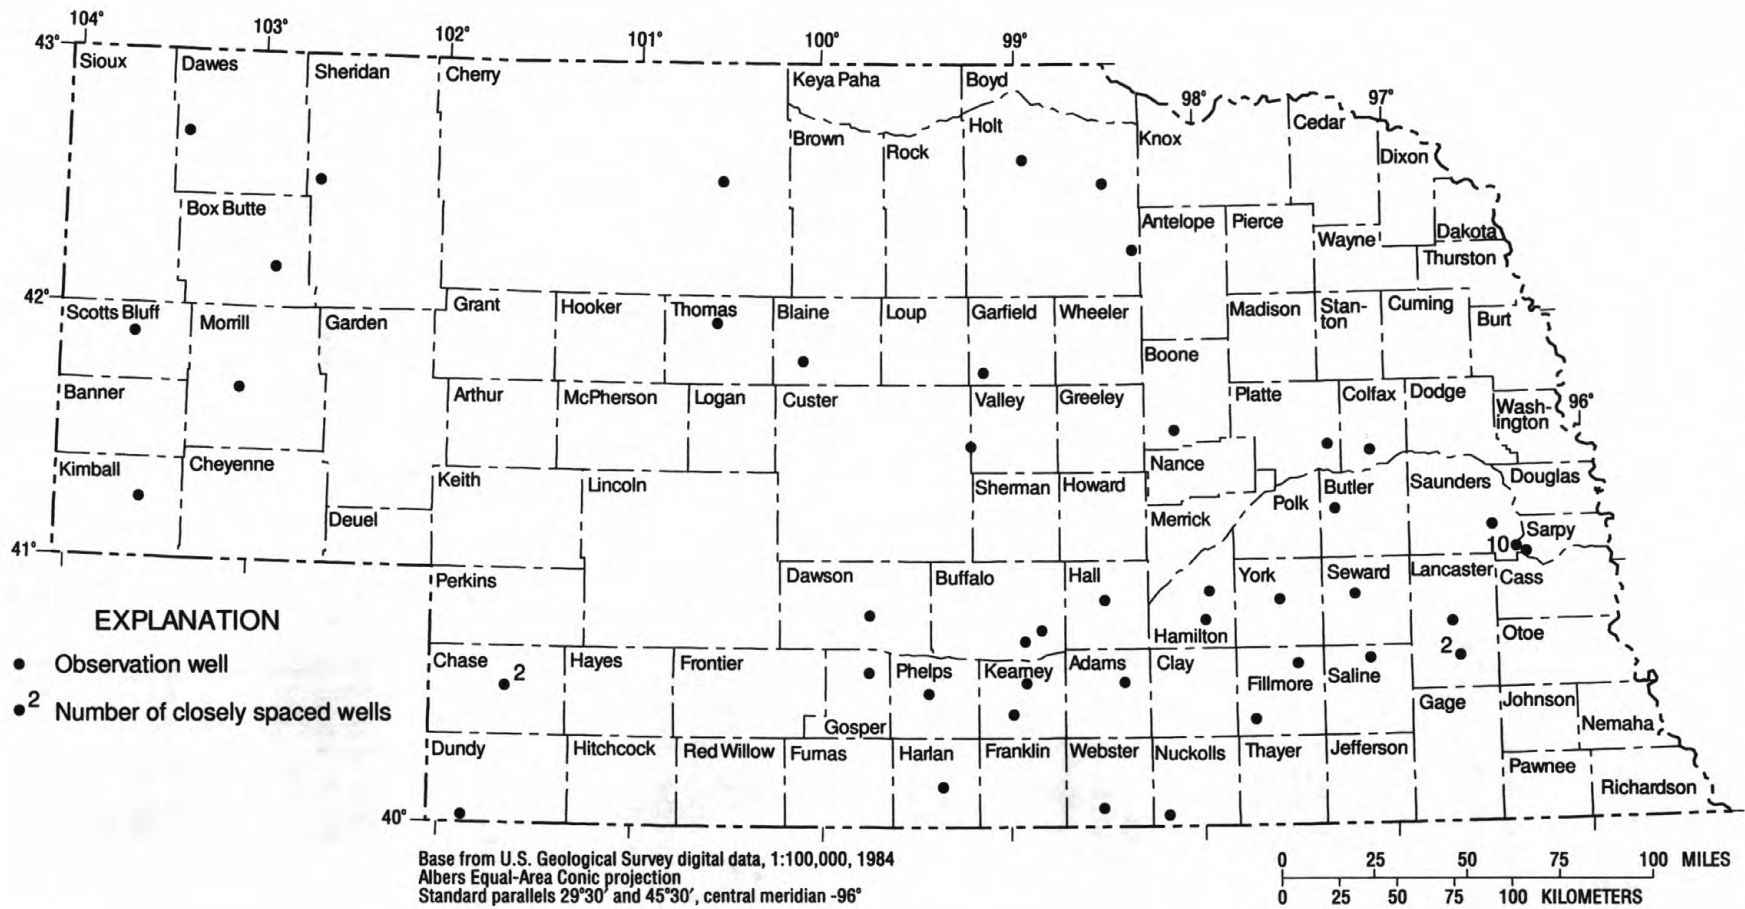 104°
103°
102°
101°
100°
99°
43°
Sioux
Dawes
Sheridan
Cherry
Keya Paha
Boyd
98°
97°
Holt
Cedar
Brown
Knox
Rock
Dixon
Box Butte
Antelope
Pierce
Wayne
Dakota
Thurston
42°
Scotts Bluff
Morrill
Garden
Grant
Hooker
Thomas
Blaine
Loup
Garfield
Wheeler
Madison
Stan-
ton
Cuming
Burt
Boone
Banner
Arthur
McPherson
Logan
Custer
Valley
Greeley
Platte
Colfax
Dodge
Wash-
ington
96°
Kimball
Cheyenne
Nance
Keith
Lincoln
Sherman
Howard
Polk
Butler
Saunders
Douglas
Deuel
Merrick
Sarpy
10
41°
Perkins
Dawson
Buffalo
Hall
York
Seward
Lancaster
Cass
EXPLANATION
Hamilton
2
Otoe
Observation well
Chase
2
Hayes
Frontier
Phelps
Kearney
Adams
Clay
Fillmore
Saline
2
Number of closely spaced wells
Gosper
Gage
Johnson
Nemaha
Dundy
Hitchcock
Red Willow
Furnas
Harlan
Franklin
Webster
Nuckolls
Thayer
Jefferson
Pawnee
Richardson
40°
Base from U.S. Geological Survey digital data, 1:100,000, 1984
Albers Equal-Area Conic projection
Standard parallels 29°30′ and 45°30′, central meridian -96°
0 25 50 75 100 MILES
0 25 50 75 100 KILOMETERS